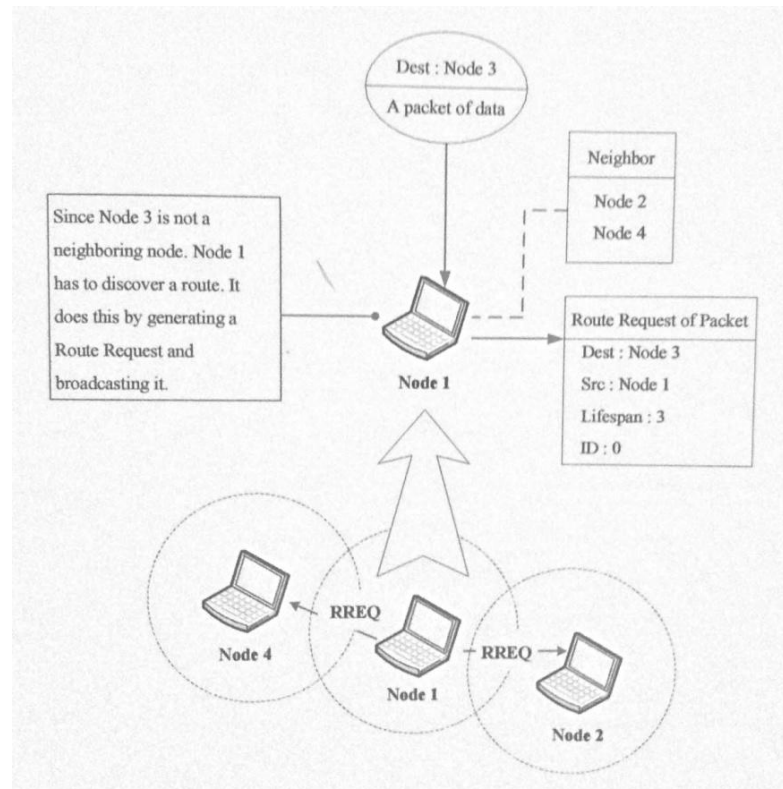 Dest : Node 3
A packet of data
Neighbor
Node 2
Node 4
Since Node 3 is not a
neighboring node. Node 1
has to discover a route. It
does this by generating a
Route Request and
broadcasting it.
Node 1
Route Request of Packet
Dest : Node 3
Src : Node 1
Lifespan : 3
ID : 0
RREQ
Node 4
RREQ
Node 1
Node 2